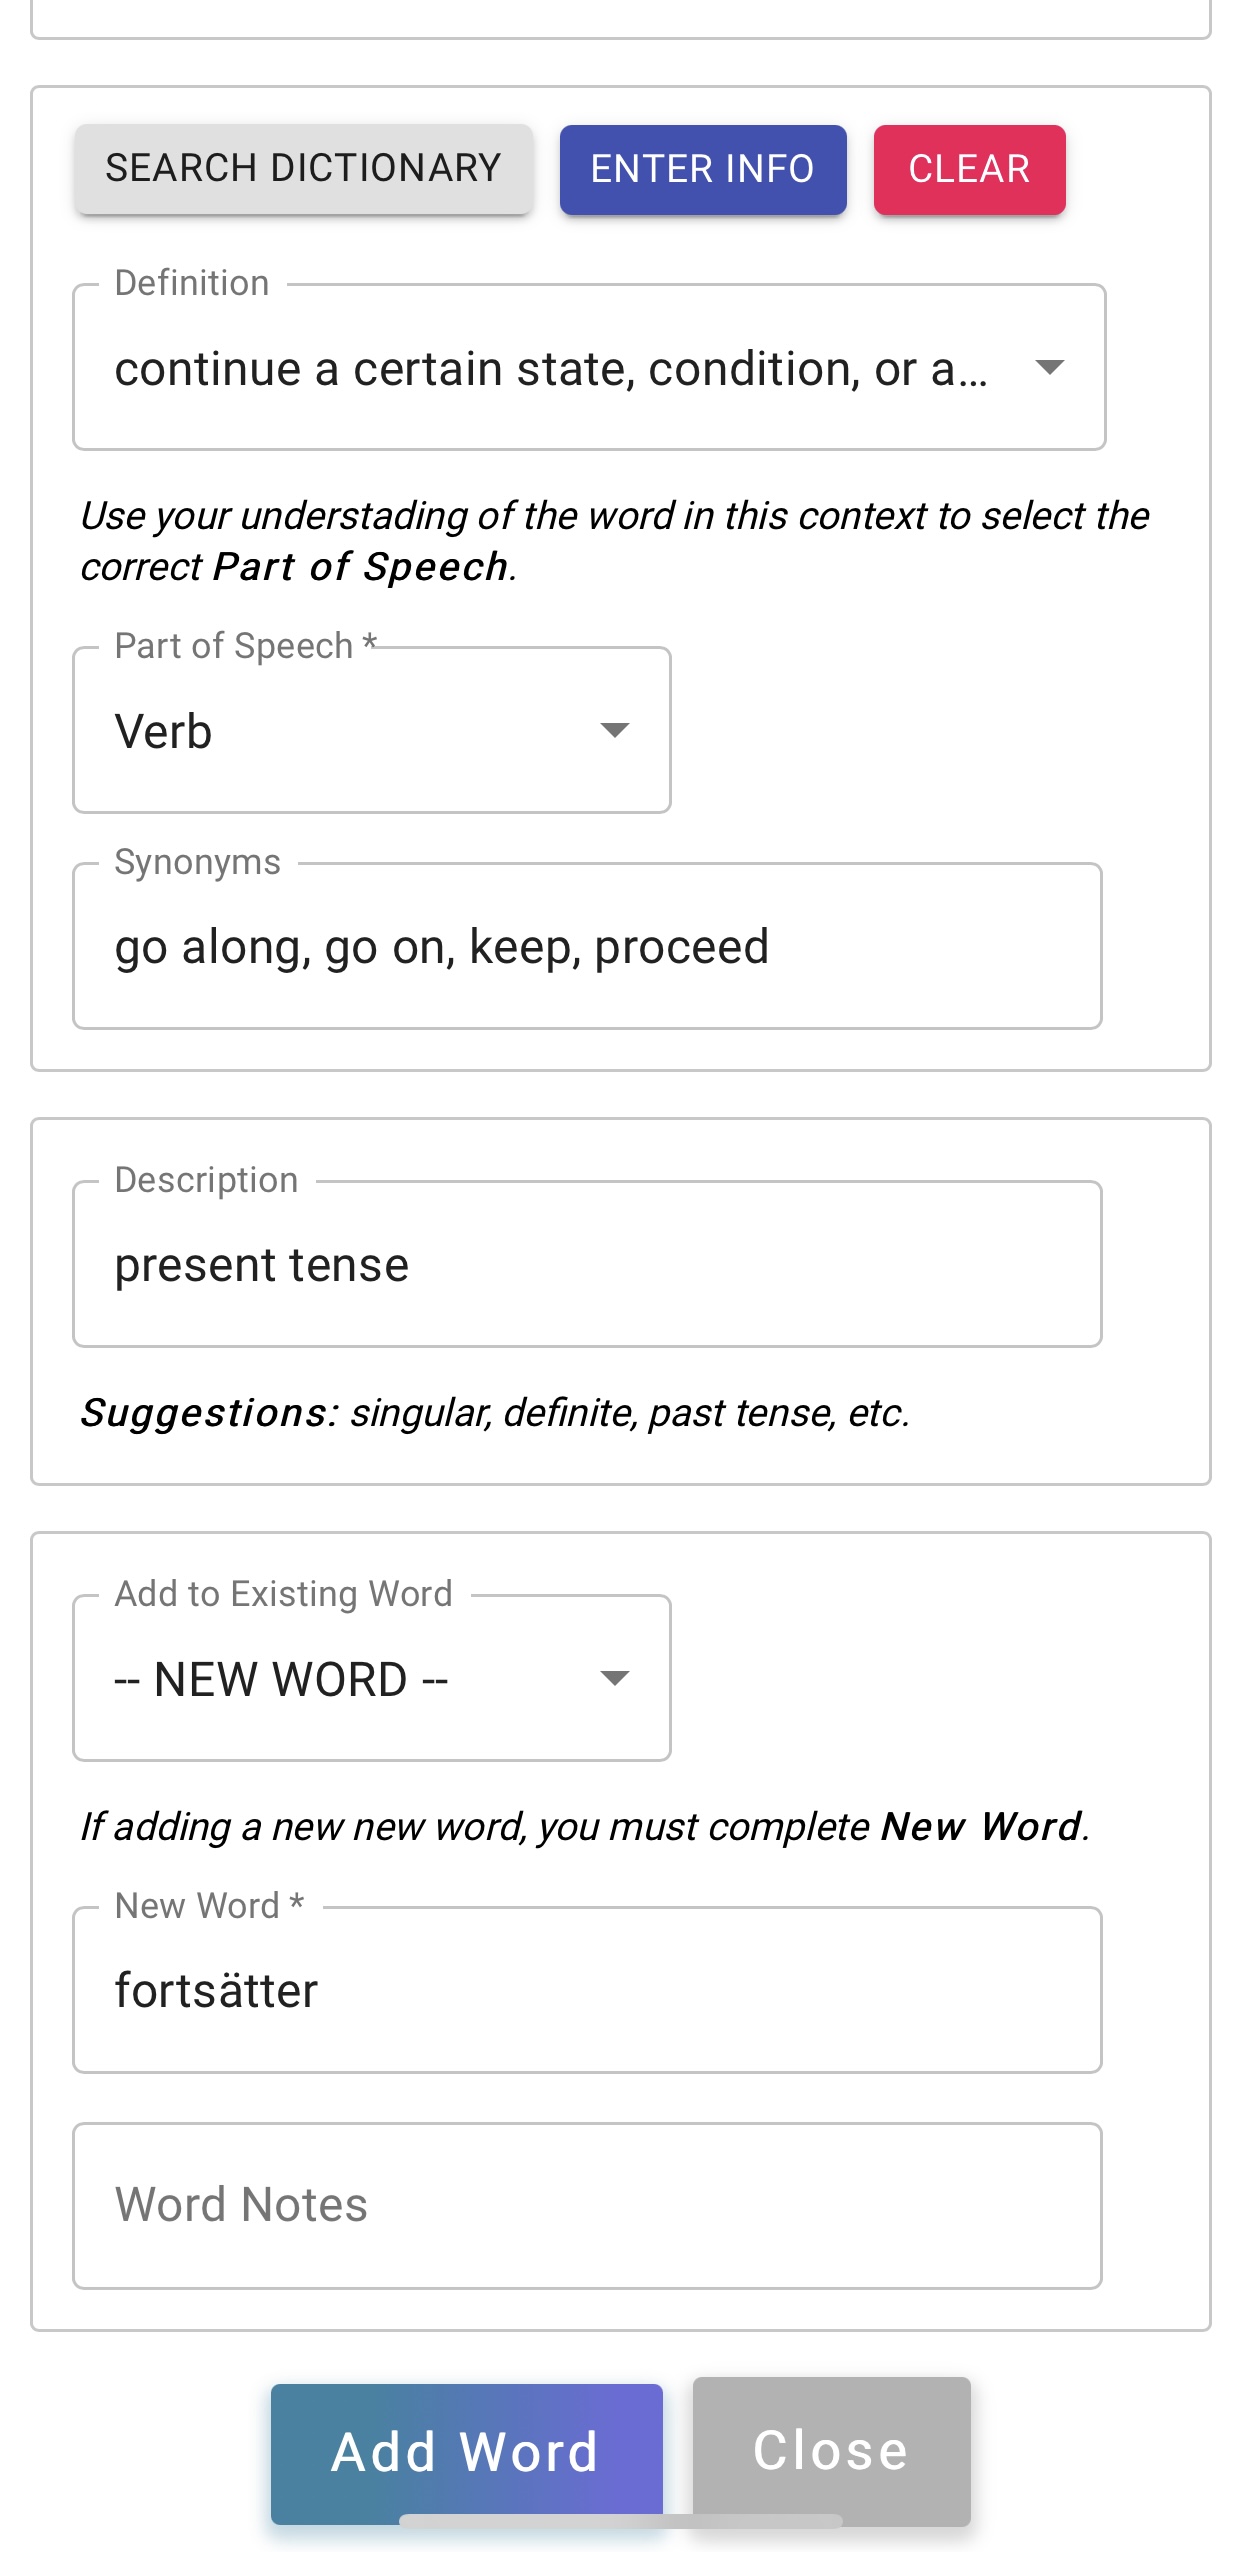 SEARCH DICTIONARY
ENTER INFO
CLEAR
Definition
continue a certain state, condition, or a...
Use your understading of the word in this context to select the
correct Part of Speech.
Part of Speech *
Verb
Synonyms
go along, go on, keep, proceed
Description
present tense
Suggestions: singular, definite, past tense, etc.
Add to Existing Word
-- NEW WORD --
If adding a new new word, you must complete New Word.
New Word *
fortsätter
Word Notes
Add Word
Close